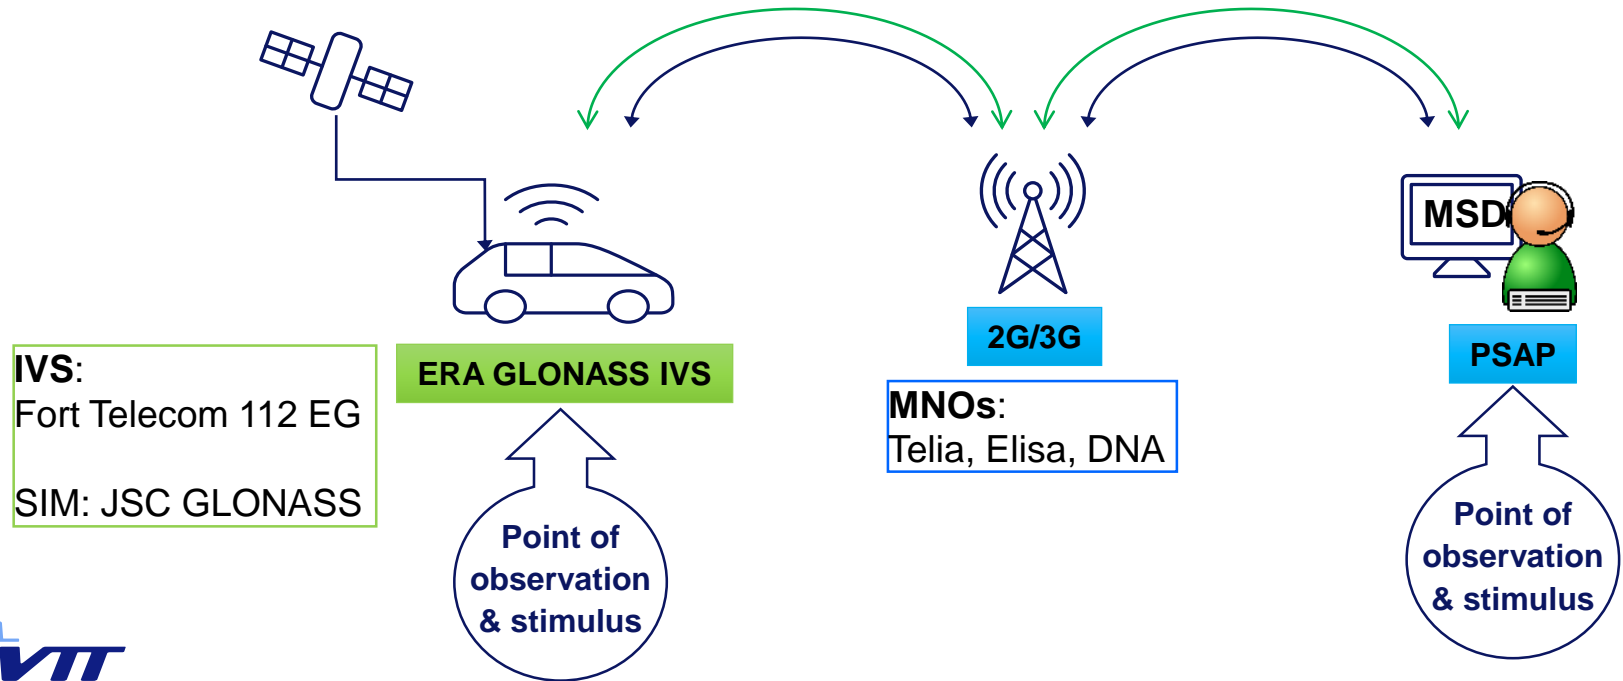 MSD
2G/3G
PSAP
ERA GLONASS IVS
IVS:
Fort Telecom 112 EG
SIM: JSC GLONASS
MNOs:
Telia, Elisa, DNA
Point of
observation
& stimulus
Point of
observation
& stimulus
VTT